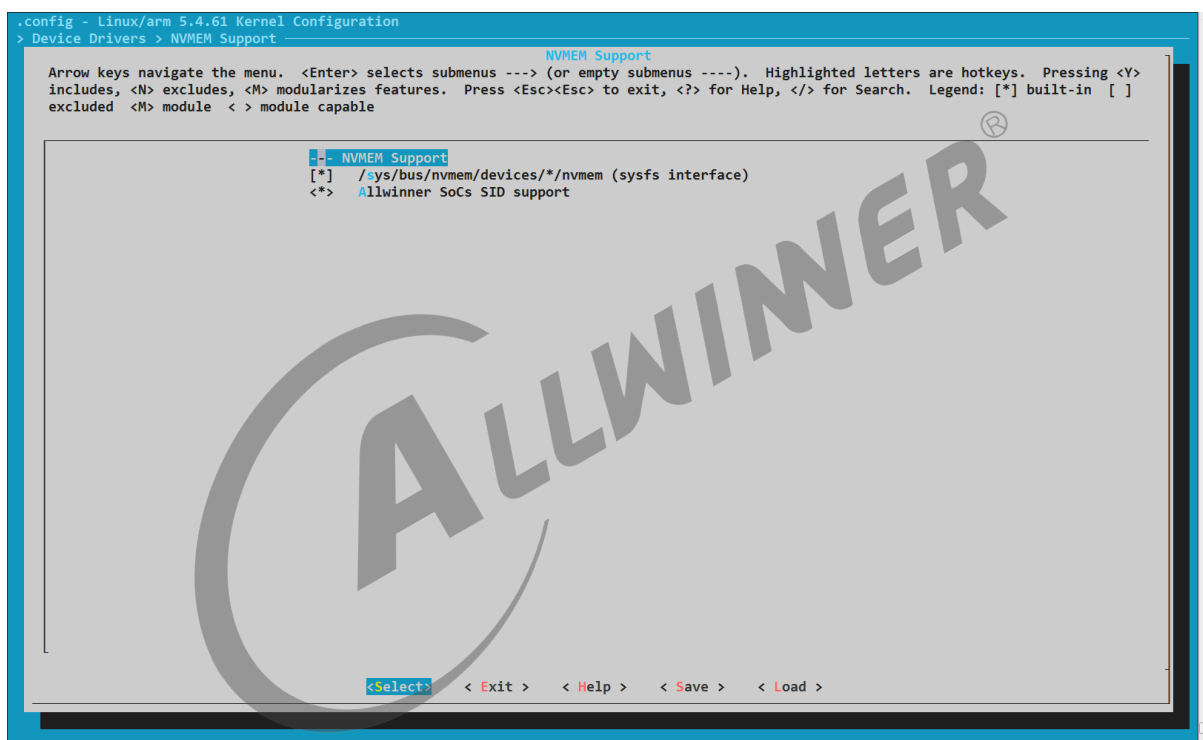 .config - Linux/arm 5.4.61 Kernel Configuration
> Device Drivers > NVMEM Support
NVMEM Support
Arrow keys navigate the menu.  <Enter> selects submenus ---> (or empty submenus ----).  Highlighted letters are hotkeys.  Pressing <Y>
includes, <N> excludes, <M> modularizes features.  Press <Esc><Esc> to exit, <?> for Help, </> for Search.  Legend: [*] built-in  [ ]
excluded  <M> module  < > module capable
--- NVMEM Support
[*]   /sys/bus/nvmem/devices/*/nvmem (sysfs interface)
<*>   Allwinner SoCs SID support
ALLWINNER®
<Select>    < Exit >    < Help >    < Save >    < Load >